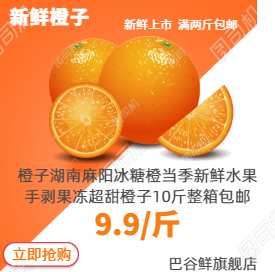 新鲜橙子
新鲜上市 满两斤包邮
橙子湖南麻阳冰糖橙当季新鲜水果
手剥果冻超甜橙子10斤整箱包邮
9.9/斤
立即抢购
巴谷鲜旗舰店